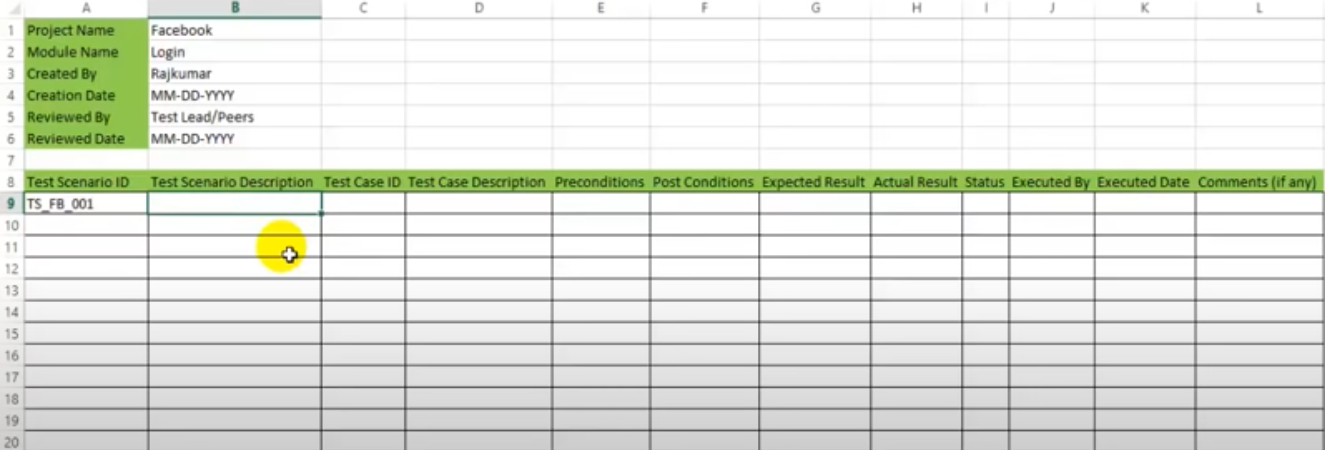 A B C D E F G H I J K L
1 Project Name Facebook
2 Module Name Login
3 Created By Rajkumar
4 Creation Date MM-DD-YYYY
5 Reviewed By Test Lead/Peers
6 Reviewed Date MM-DD-YYYY
7
8 Test Scenario ID Test Scenario Description Test Case ID Test Case Description Preconditions Post Conditions Expected Result Actual Result Status Executed By Executed Date Comments (if any)
9 TS_FB_001
10
11
12
13
14
15
16
17
18
19
20